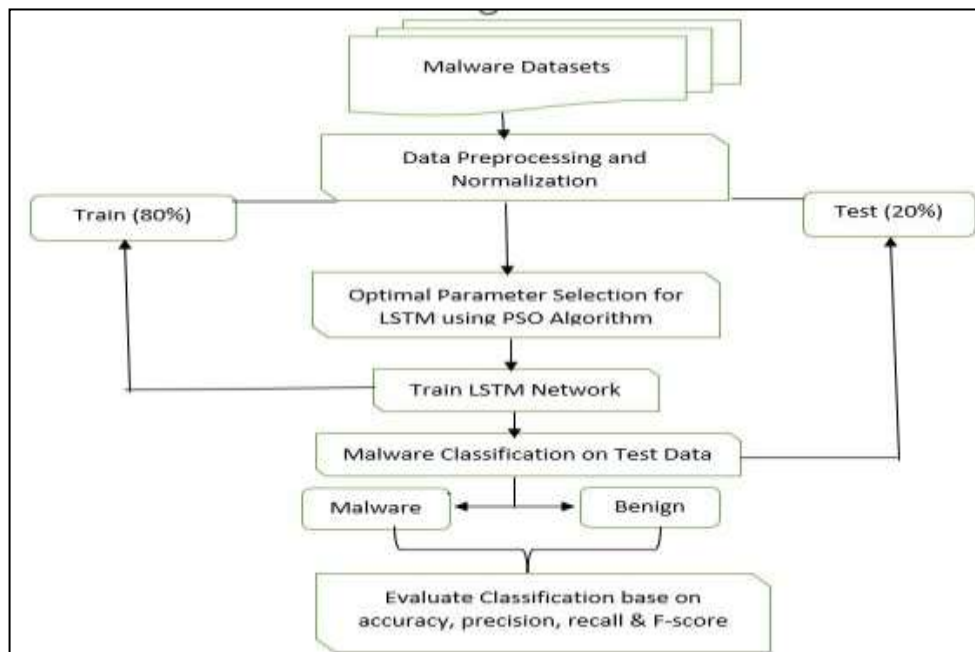 Malware Datasets
Data Preprocessing and
Normalization
Train (80%)
Test (20%)
Optimal Parameter Selection for
LSTM using PSO Algorithm
Train LSTM Network
Malware Classification on Test Data
Malware
Benign
Evaluate Classification base on
accuracy, precision, recall & F-score